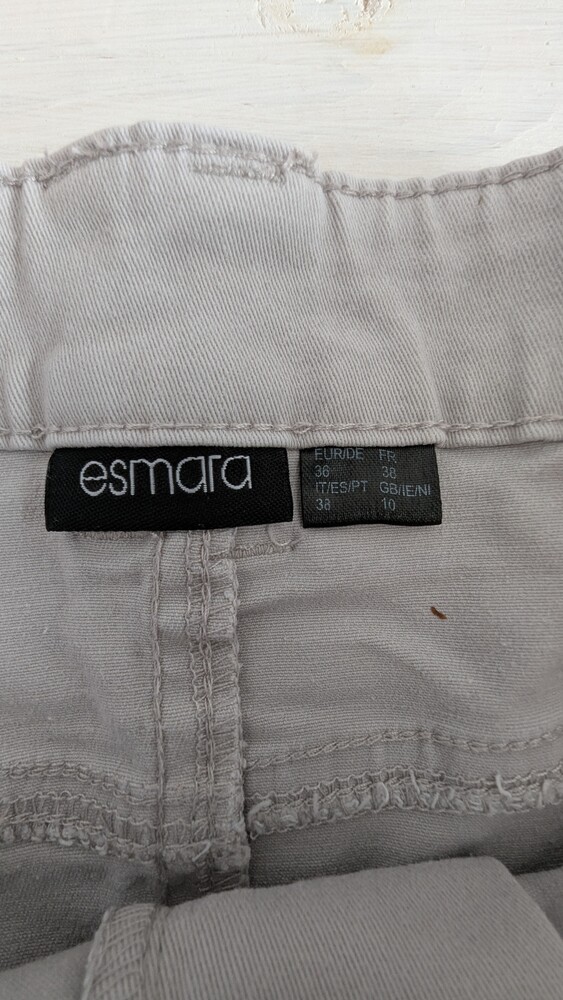 esmara
EUR/DE FR
36 38
IT/ES/PT GB/IE/NI
38 10